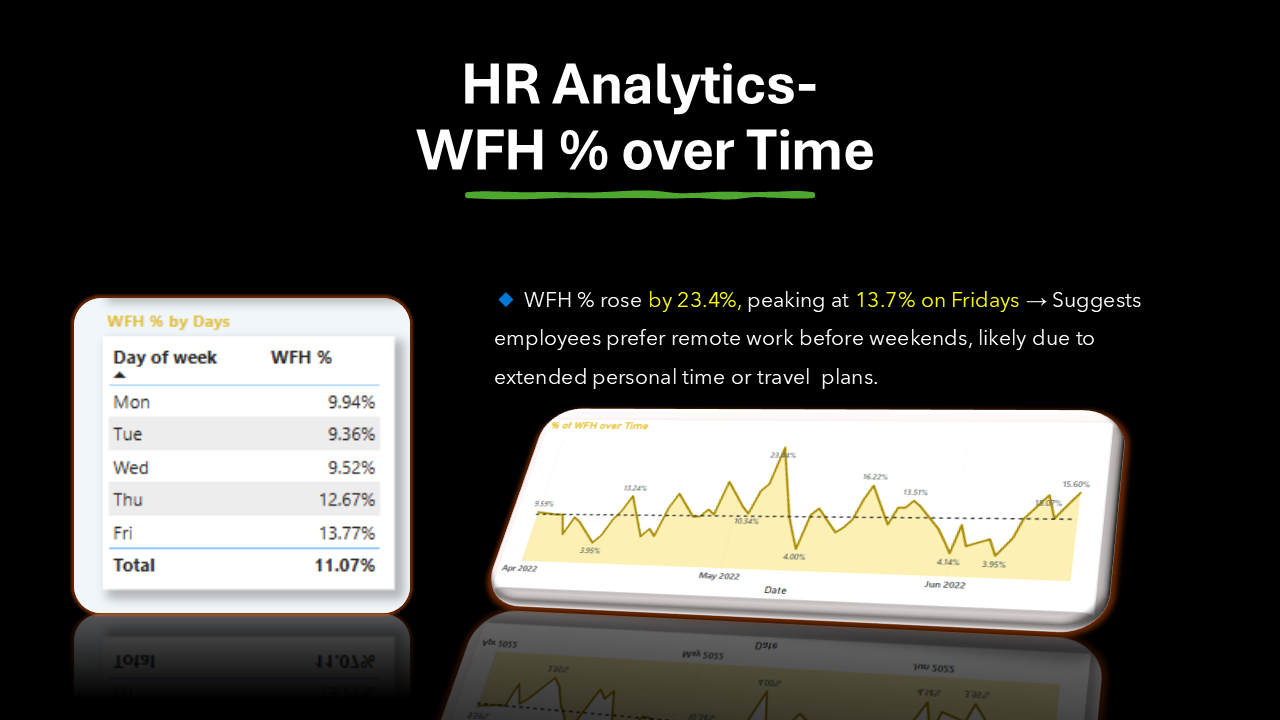 HR Analytics-
WFH % over Time
WFH % by Days
Day of week WFH %
Mon 9.94%
Tue 9.36%
Wed 9.52%
Thu 12.67%
Fri 13.77%
Total 11.07%
WFH % rose by 23.4%, peaking at 13.7% on Fridays → Suggests
employees prefer remote work before weekends, likely due to
extended personal time or travel plans.
% of WFH over Time
9.59%
3.95%
13.24%
10.34%
4.00%
16.22%
13.51%
4.14%
3.95%
15.60%
Apr 2022
May 2022
Jun 2022
Date